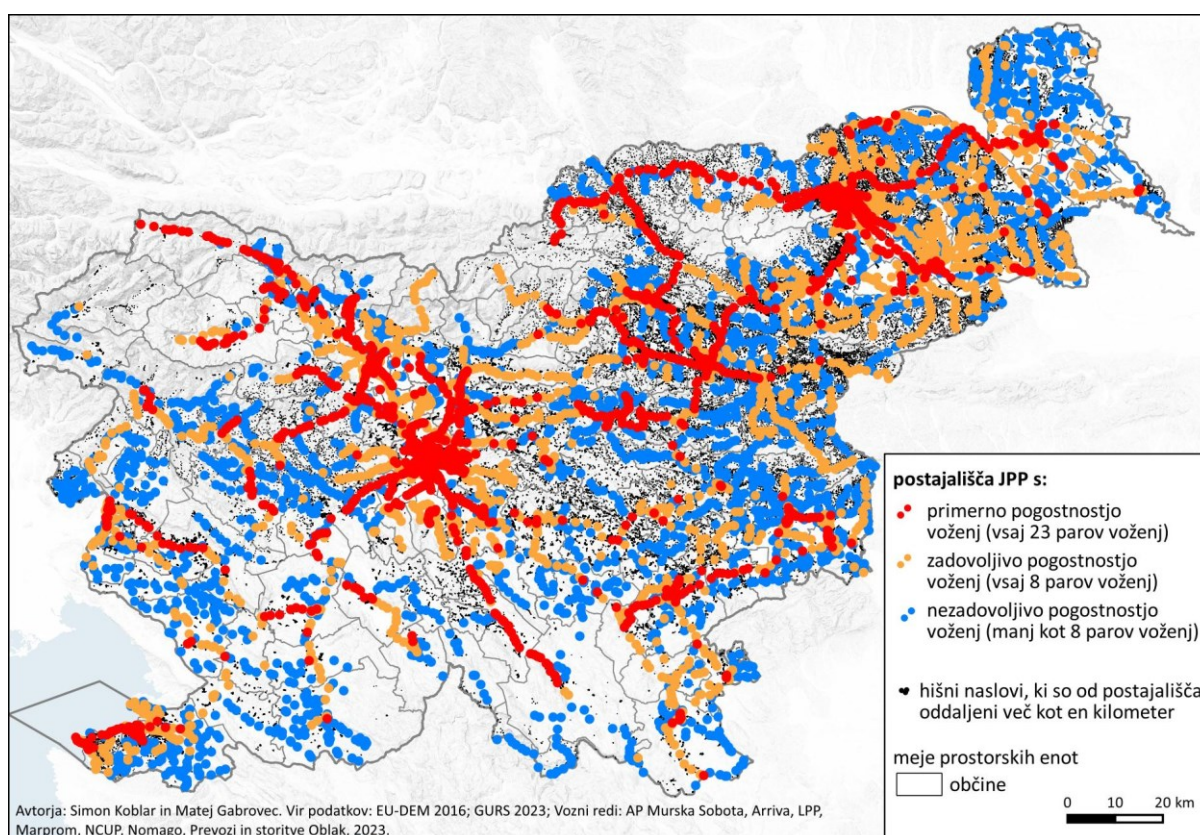 postajališča JPP s:
primerno pogostnostjo
voženj (vsaj 23 parov voženj)
zadovoljivo pogostnostjo
voženj (vsaj 8 parov voženj)
nezadovoljivo pogostnostjo
voženj (manj kot 8 parov voženj)
hišni naslovi, ki so od postajališča
oddaljeni več kot en kilometer
meje prostorskih enot
občine
0 10 20 km
Avtorja: Simon Koblar in Matej Gabrovec. Vir podatkov: EU-DEM 2016; GURS 2023; Vozni redi: AP Murska Sobota, Arriva, LPP,
Marprom, NCUP, Nomago, Prevozi in storitve Oblak, 2023.